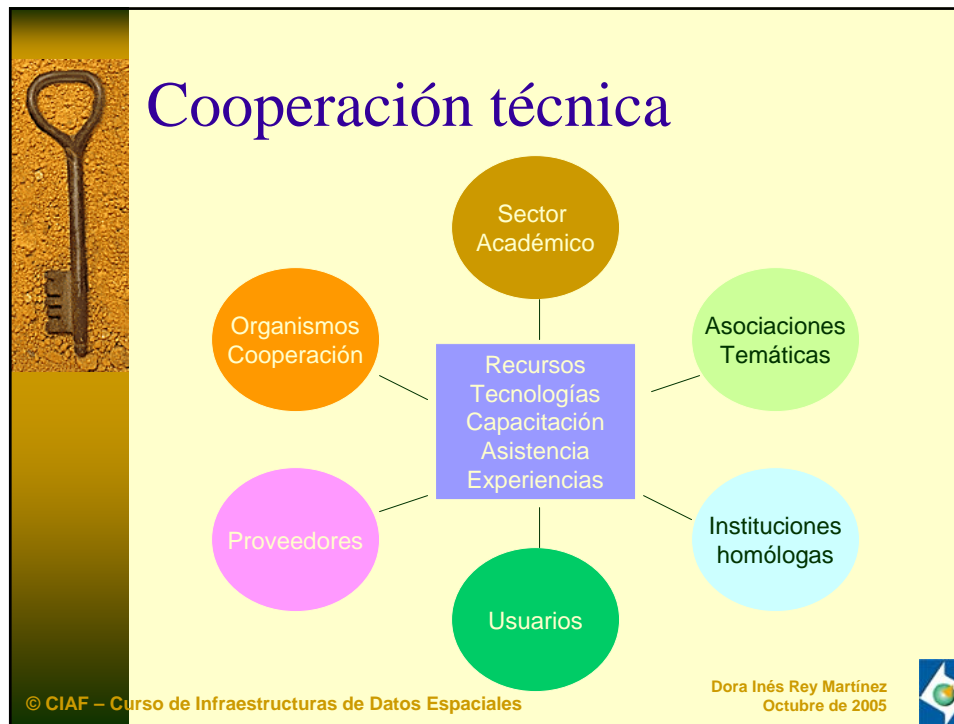 Cooperación técnica
Sector
Académico
Organismos
Cooperación
Asociaciones
Temáticas
Recursos
Tecnologías
Capacitación
Asistencia
Experiencias
Proveedores
Instituciones
homólogas
Usuarios
© CIAF – Curso de Infraestructuras de Datos Espaciales
Dora Inés Rey Martínez
Octubre de 2005